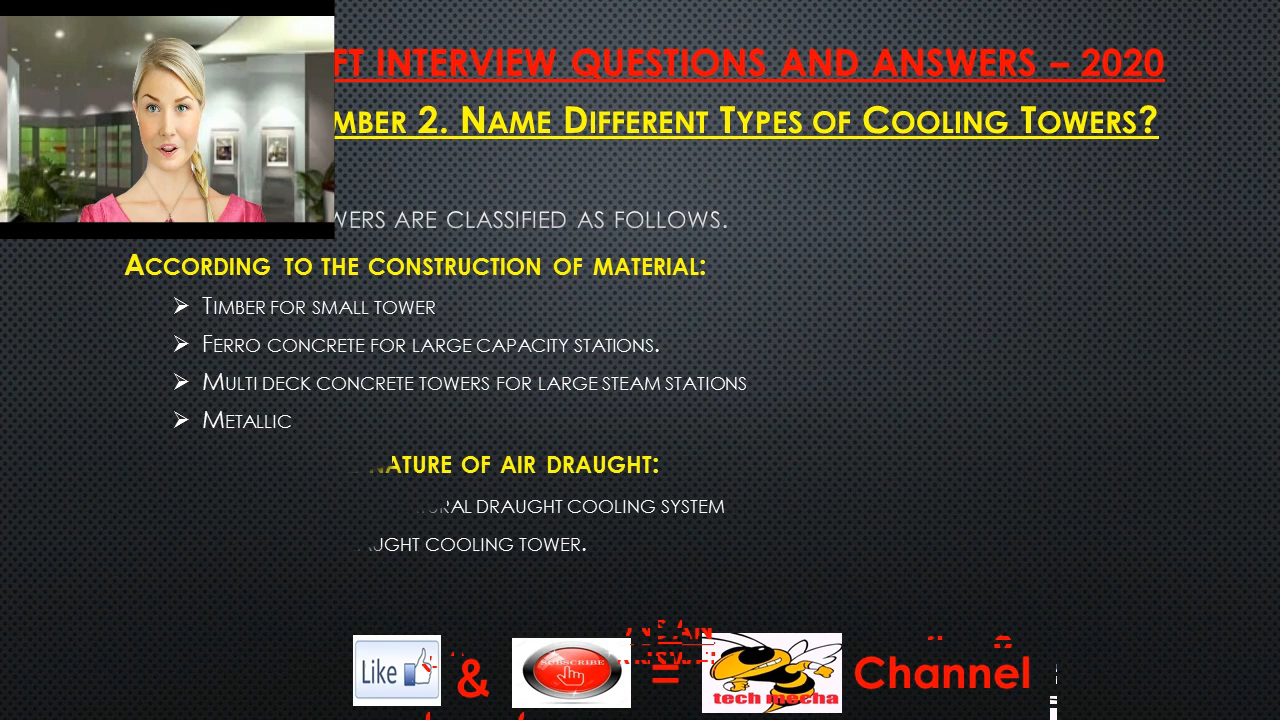 FT INTERVIEW QUESTIONS AND ANSWERS – 2020
MBER 2. NAME DIFFERENT TYPES OF COOLING TOWERS?
WERS ARE CLASSIFIED AS FOLLOWS.
ACCORDING TO THE CONSTRUCTION OF MATERIAL:
➢ TIMBER FOR SMALL TOWER
➢ FERRO CONCRETE FOR LARGE CAPACITY STATIONS.
➢ MULTI DECK CONCRETE TOWERS FOR LARGE STEAM STATIONS
➢ METALLIC
NATURE OF AIR DRAUGHT:
RAL DRAUGHT COOLING SYSTEM
UGHT COOLING TOWER.
Like & SUBSCRIBE = tech mecha Channel